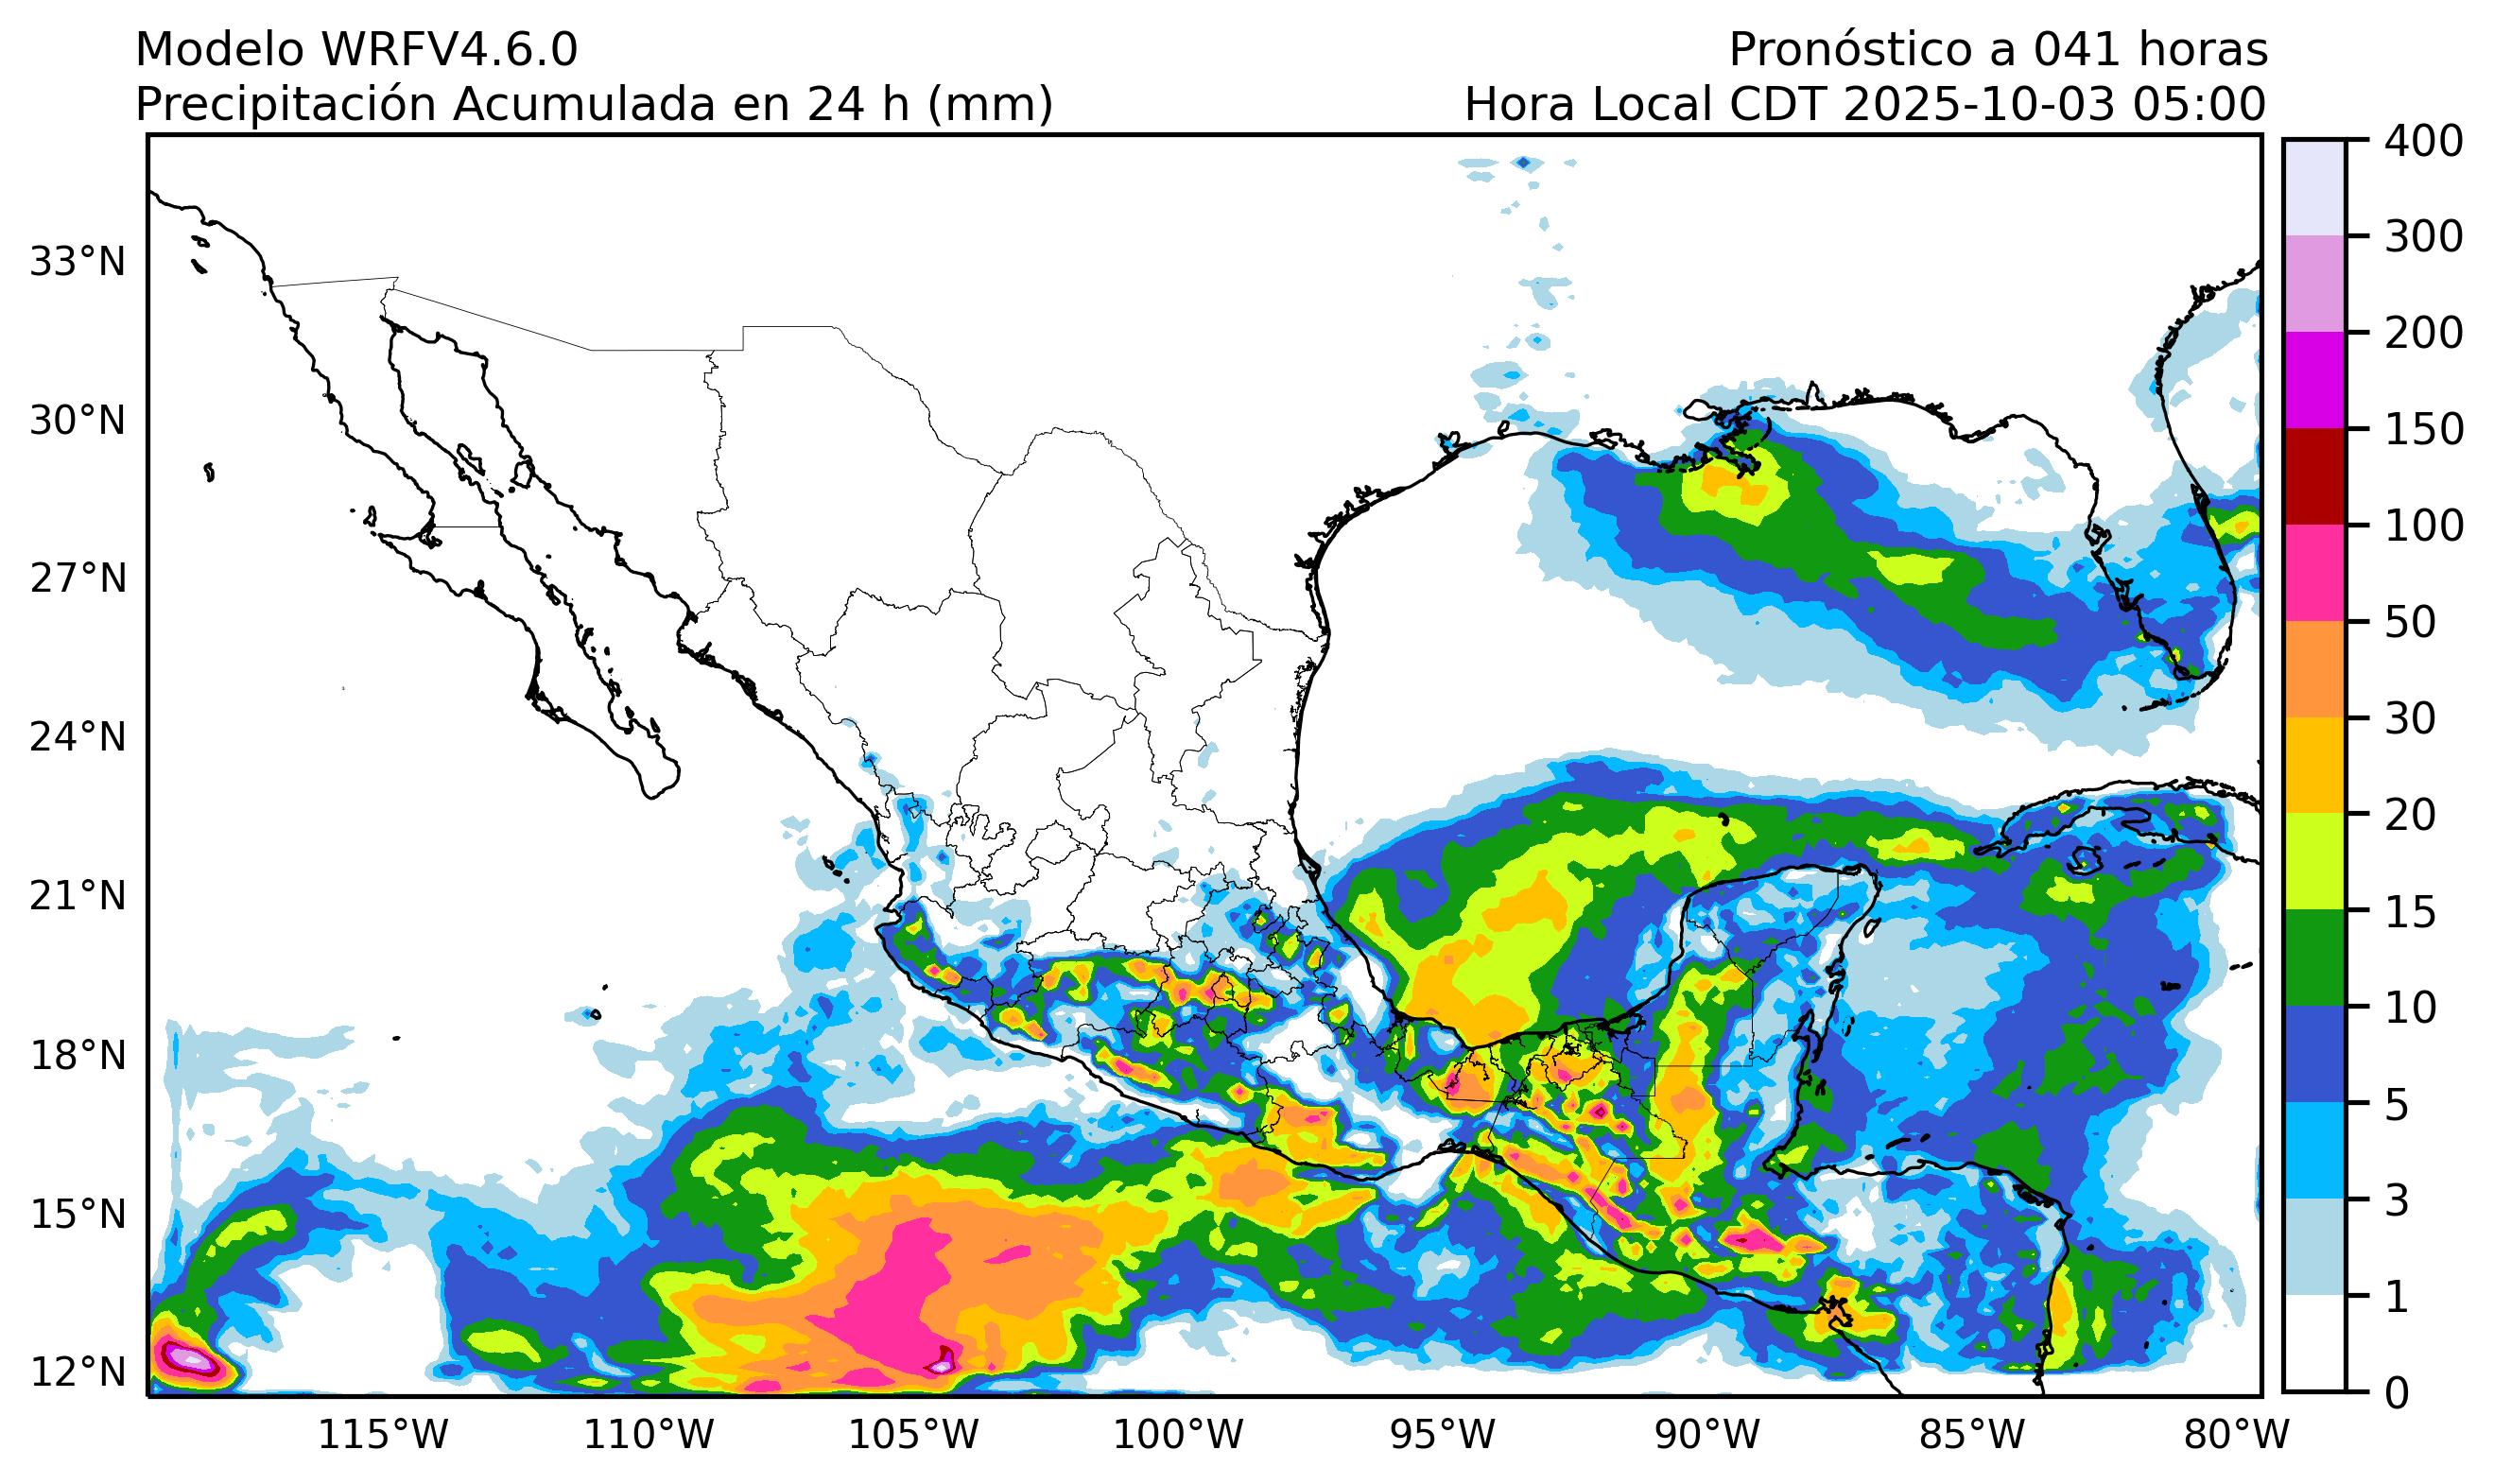 Modelo WRFV4.6.0
Pronóstico a 041 horas
Precipitación Acumulada en 24 h (mm)
Hora Local CDT 2025-10-03 05:00
33°N
30°N
27°N
24°N
21°N
18°N
15°N
12°N
115°W
110°W
105°W
100°W
95°W
90°W
85°W
80°W
400
300
200
150
100
50
30
20
15
10
5
3
1
0